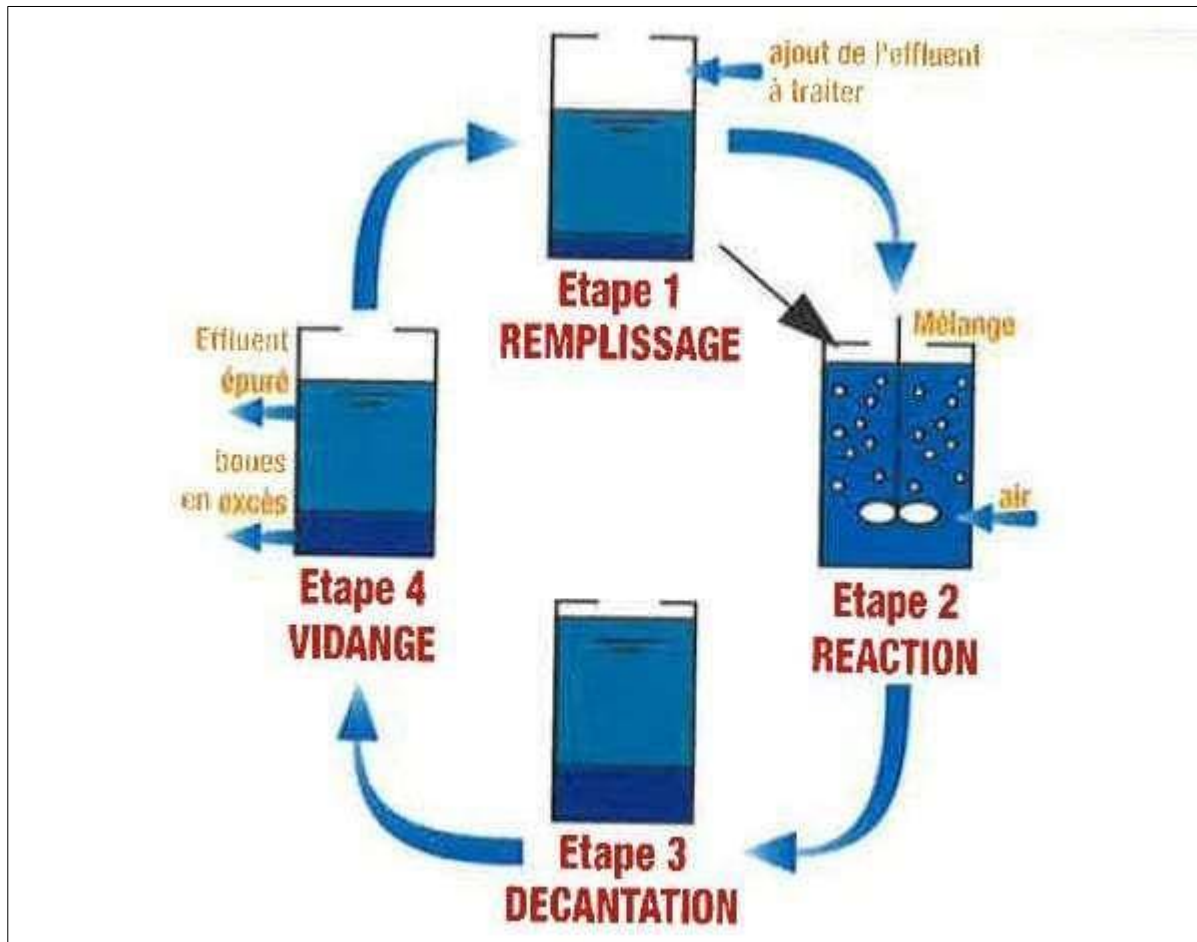 ajout de l'effluent
à traiter
Etape 1
REMPLISSAGE
Mélange
air
Etape 2
REACTION
Etape 3
DECANTATION
Effluent
épuré
boues
en excès
Etape 4
VIDANGE